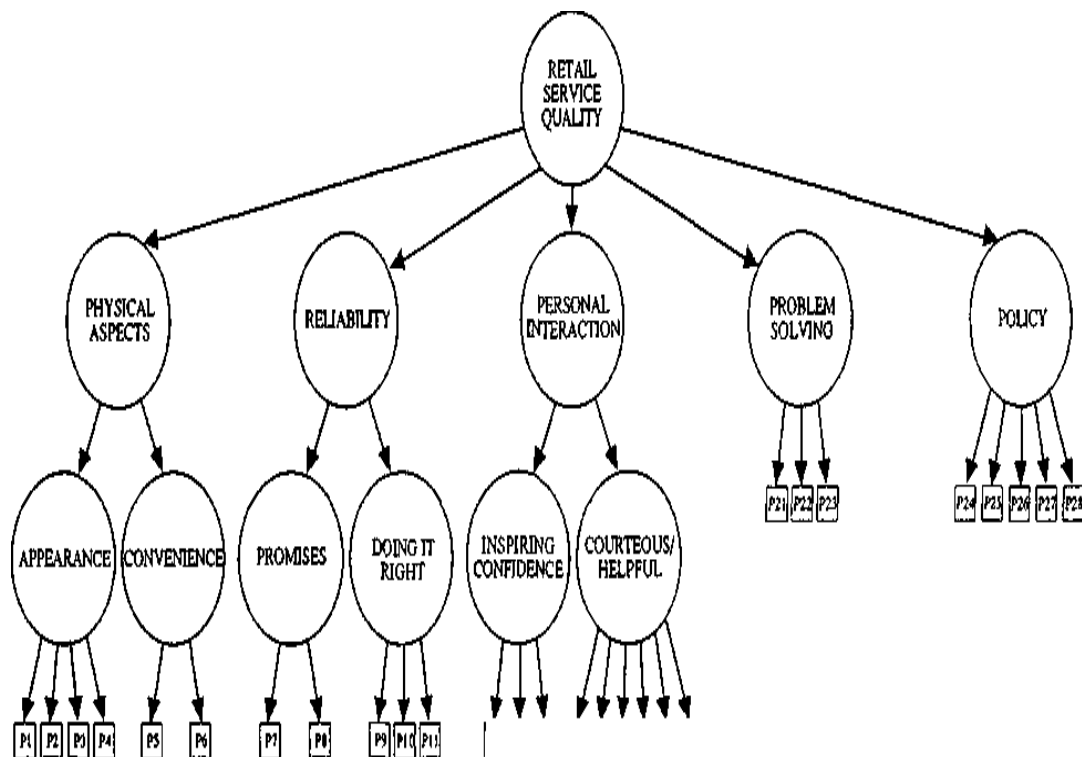 RETAIL
SERVICE
QUALITY
PHYSICAL
ASPECTS
RELIABILITY
PERSONAL
INTERACTION
PROBLEM
SOLVING
POLICY
P21 P22 P23
P24 P25 P26 P27 P28
APPEARANCE
CONVENIENCE
PROMISES
DOING IT
RIGHT
INSPIRING
CONFIDENCE
COURTEOUS/
HELPFUL
P1 P2 P3 P4 P5 P6 P7 P8 P9 P10 P11